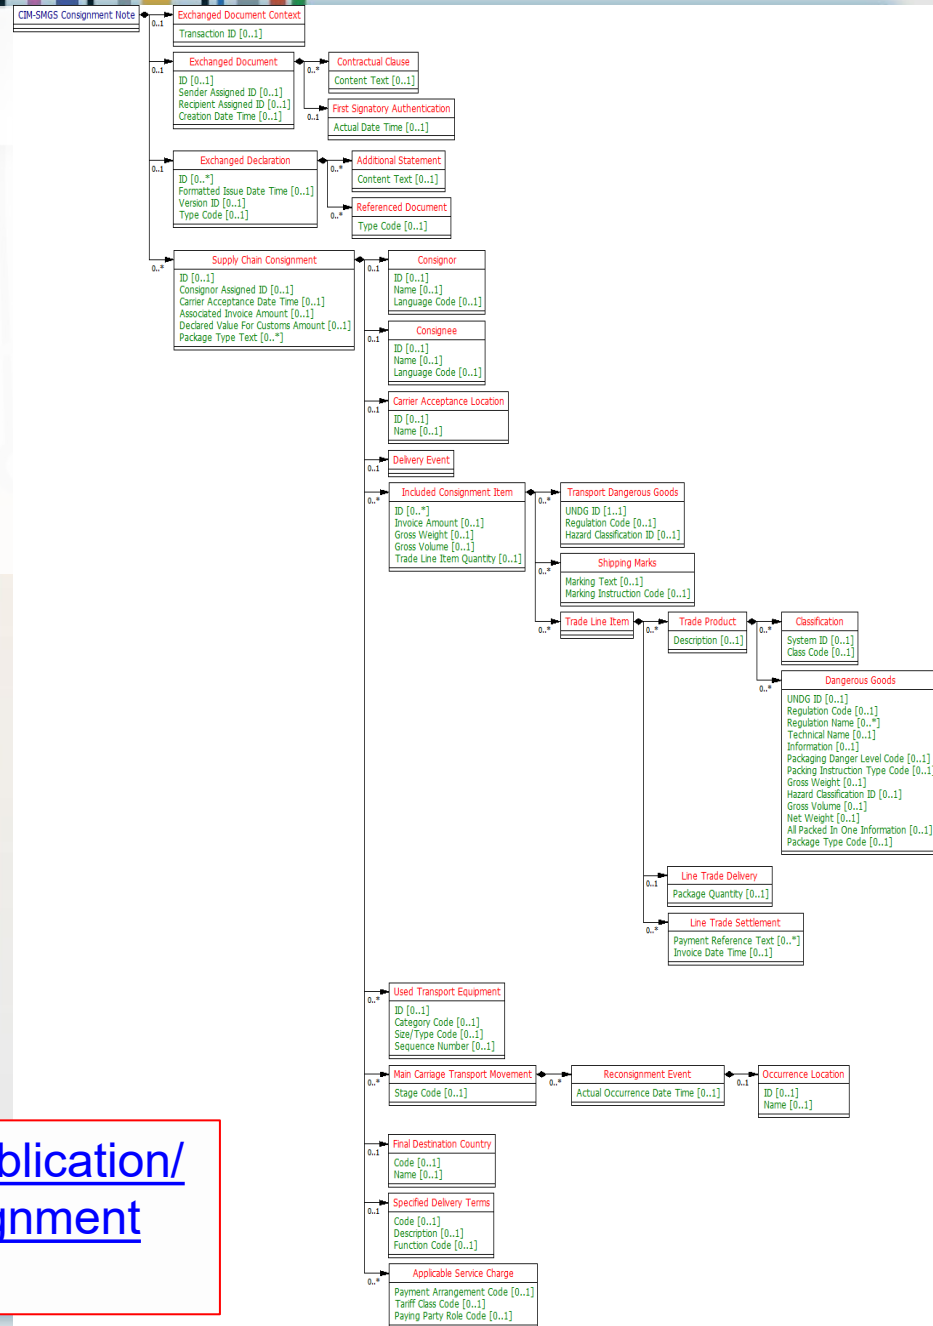 CIM-SMGS Consignment Note
0..1
Exchanged Document Context
Transaction ID [0..1]
0..1
Exchanged Document
ID [0..1]
Sender Assigned ID [0..1]
Recipient Assigned ID [0..1]
Creation Date Time [0..1]
0..*
Contractual Clause
Content Text [0..1]
0..1
First Signatory Authentication
Actual Date Time [0..1]
0..1
Exchanged Declaration
ID [0..*]
Formatted Issue Date Time [0..1]
Version ID [0..1]
Type Code [0..1]
0..*
Additional Statement
Content Text [0..1]
0..*
Referenced Document
Type Code [0..1]
0..*
Supply Chain Consignment
ID [0..1]
Consignor Assigned ID [0..1]
Carrier Acceptance Date Time [0..1]
Associated Invoice Amount [0..1]
Declared Value For Customs Amount [0..1]
Package Type Text [0..*]
0..1
Consignor
ID [0..1]
Name [0..1]
Language Code [0..1]
0..1
Consignee
ID [0..1]
Name [0..1]
Language Code [0..1]
0..1
Carrier Acceptance Location
ID [0..1]
Name [0..1]
0..1
Delivery Event
0..*
Included Consignment Item
ID [0..*]
Invoice Amount [0..1]
Gross Weight [0..1]
Gross Volume [0..1]
Trade Line Item Quantity [0..1]
0..*
Transport Dangerous Goods
UNDG ID [1..1]
Regulation Code [0..1]
Hazard Classification ID [0..1]
0..*
Shipping Marks
Marking Text [0..1]
Marking Instruction Code [0..1]
0..*
Trade Line Item
0..*
Trade Product
Description [0..1]
0..*
Classification
System ID [0..1]
Class Code [0..1]
0..*
Dangerous Goods
UNDG ID [0..1]
Regulation Code [0..1]
Regulation Name [0..*]
Technical Name [0..1]
Information [0..1]
Packaging Danger Level Code [0..1]
Packing Instruction Type Code [0..1]
Gross Weight [0..1]
Hazard Classification ID [0..1]
Gross Volume [0..1]
Net Weight [0..1]
All Packed In One Information [0..1]
Package Type Code [0..1]
0..1
Line Trade Delivery
Package Quantity [0..1]
0..*
Line Trade Settlement
Payment Reference Text [0..*]
Invoice Date Time [0..1]
0..*
Used Transport Equipment
ID [0..1]
Category Code [0..1]
Size/Type Code [0..1]
Sequence Number [0..1]
0..*
Main Carriage Transport Movement
Stage Code [0..1]
0..*
Reconsignment Event
Actual Occurrence Date Time [0..1]
0..1
Occurrence Location
ID [0..1]
Name [0..1]
0..1
Final Destination Country
Code [0..1]
Name [0..1]
0..1
Specified Delivery Terms
Code [0..1]
Description [0..1]
Function Code [0..1]
0..*
Applicable Service Charge
Payment Arrangement Code [0..1]
Tariff Class Code [0..1]
Paying Party Role Code [0..1]
blication/
gnment